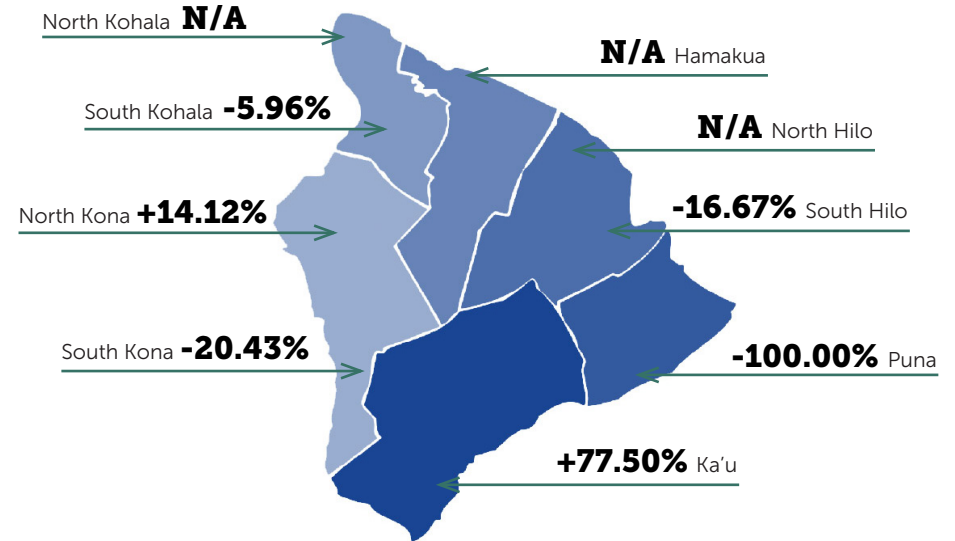 North Kohala N/A
N/A Hamakua
South Kohala -5.96%
N/A North Hilo
North Kona +14.12%
-16.67% South Hilo
South Kona -20.43%
-100.00% Puna
+77.50% Ka’u